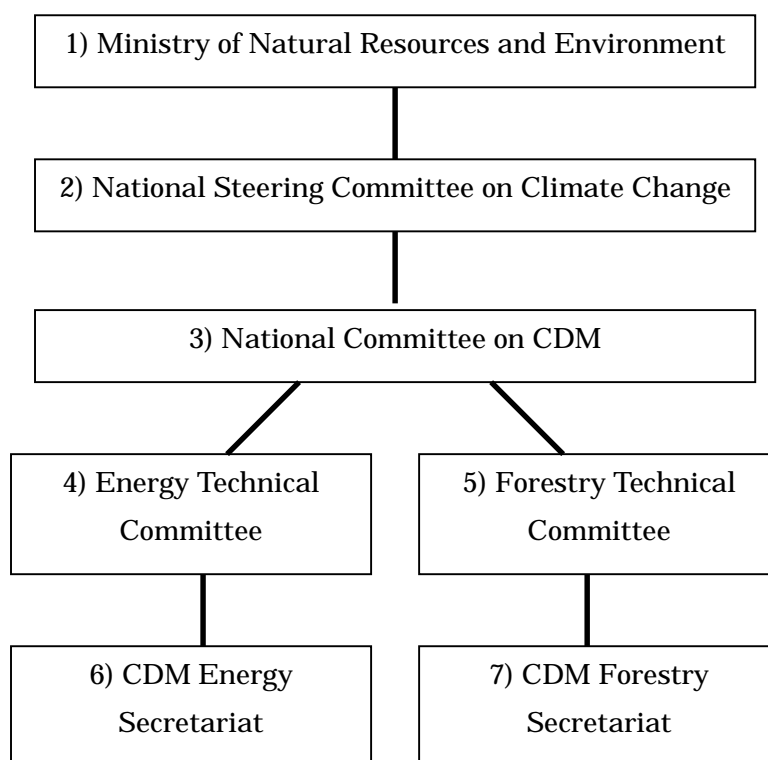 1) Ministry of Natural Resources and Environment
2) National Steering Committee on Climate Change
3) National Committee on CDM
4) Energy Technical
Committee
5) Forestry Technical
Committee
6) CDM Energy
Secretariat
7) CDM Forestry
Secretariat